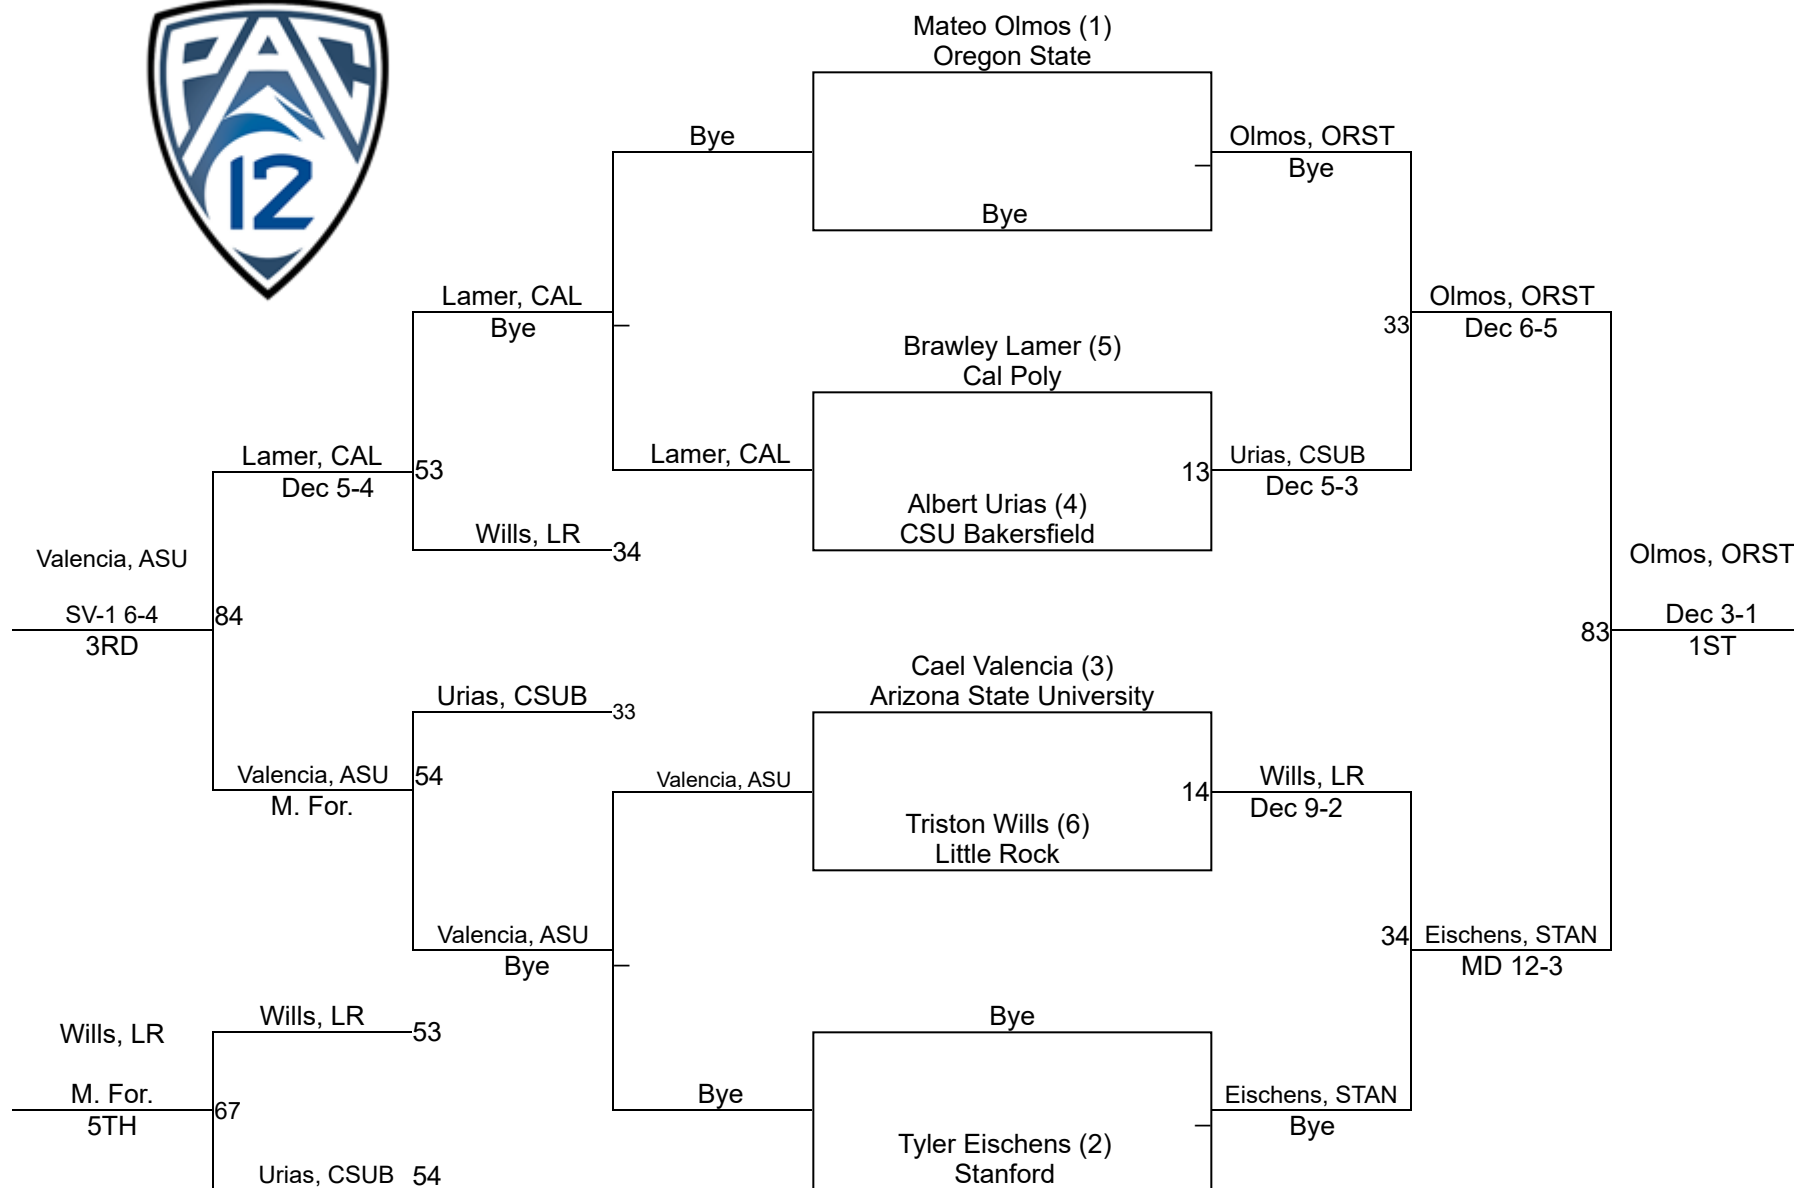 PAC
12
Mateo Olmos (1)
Oregon State
Bye
Olmos, ORST
Bye
Bye
Lamer, CAL
Bye
Olmos, ORST
33
Dec 6-5
Brawley Lamer (5)
Cal Poly
Lamer, CAL
53
Dec 5-4
Lamer, CAL
13
Urias, CSUB
Dec 5-3
Albert Urias (4)
CSU Bakersfield
Wills, LR
34
Valencia, ASU
SV-1 6-4
84
3RD
Olmos, ORST
Dec 3-1
83
1ST
Cael Valencia (3)
Arizona State University
Urias, CSUB
33
Valencia, ASU
54
M. For.
Valencia, ASU
14
Wills, LR
Dec 9-2
Triston Wills (6)
Little Rock
Valencia, ASU
Bye
34
Eischens, STAN
MD 12-3
Wills, LR
53
Bye
Wills, LR
M. For.
67
5TH
Bye
Eischens, STAN
Bye
Tyler Eischens (2)
Stanford
Urias, CSUB
54